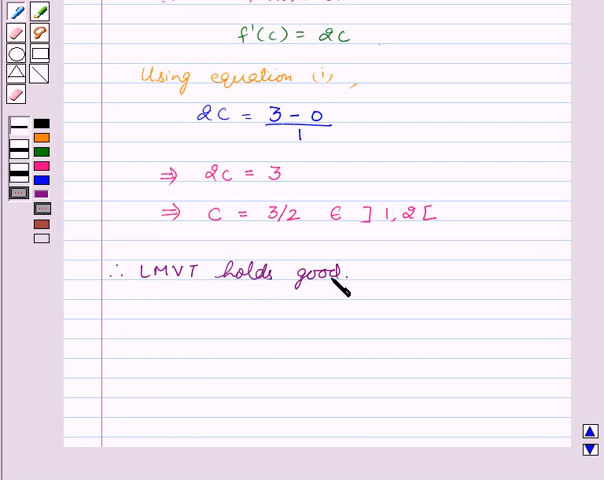 f'(c) = 2c
Using equation (i),
2c = 3 - 0
1
⇒ 2c = 3
⇒ c = 3/2 ∈ ] 1, 2 [
∴ LMVT holds good.